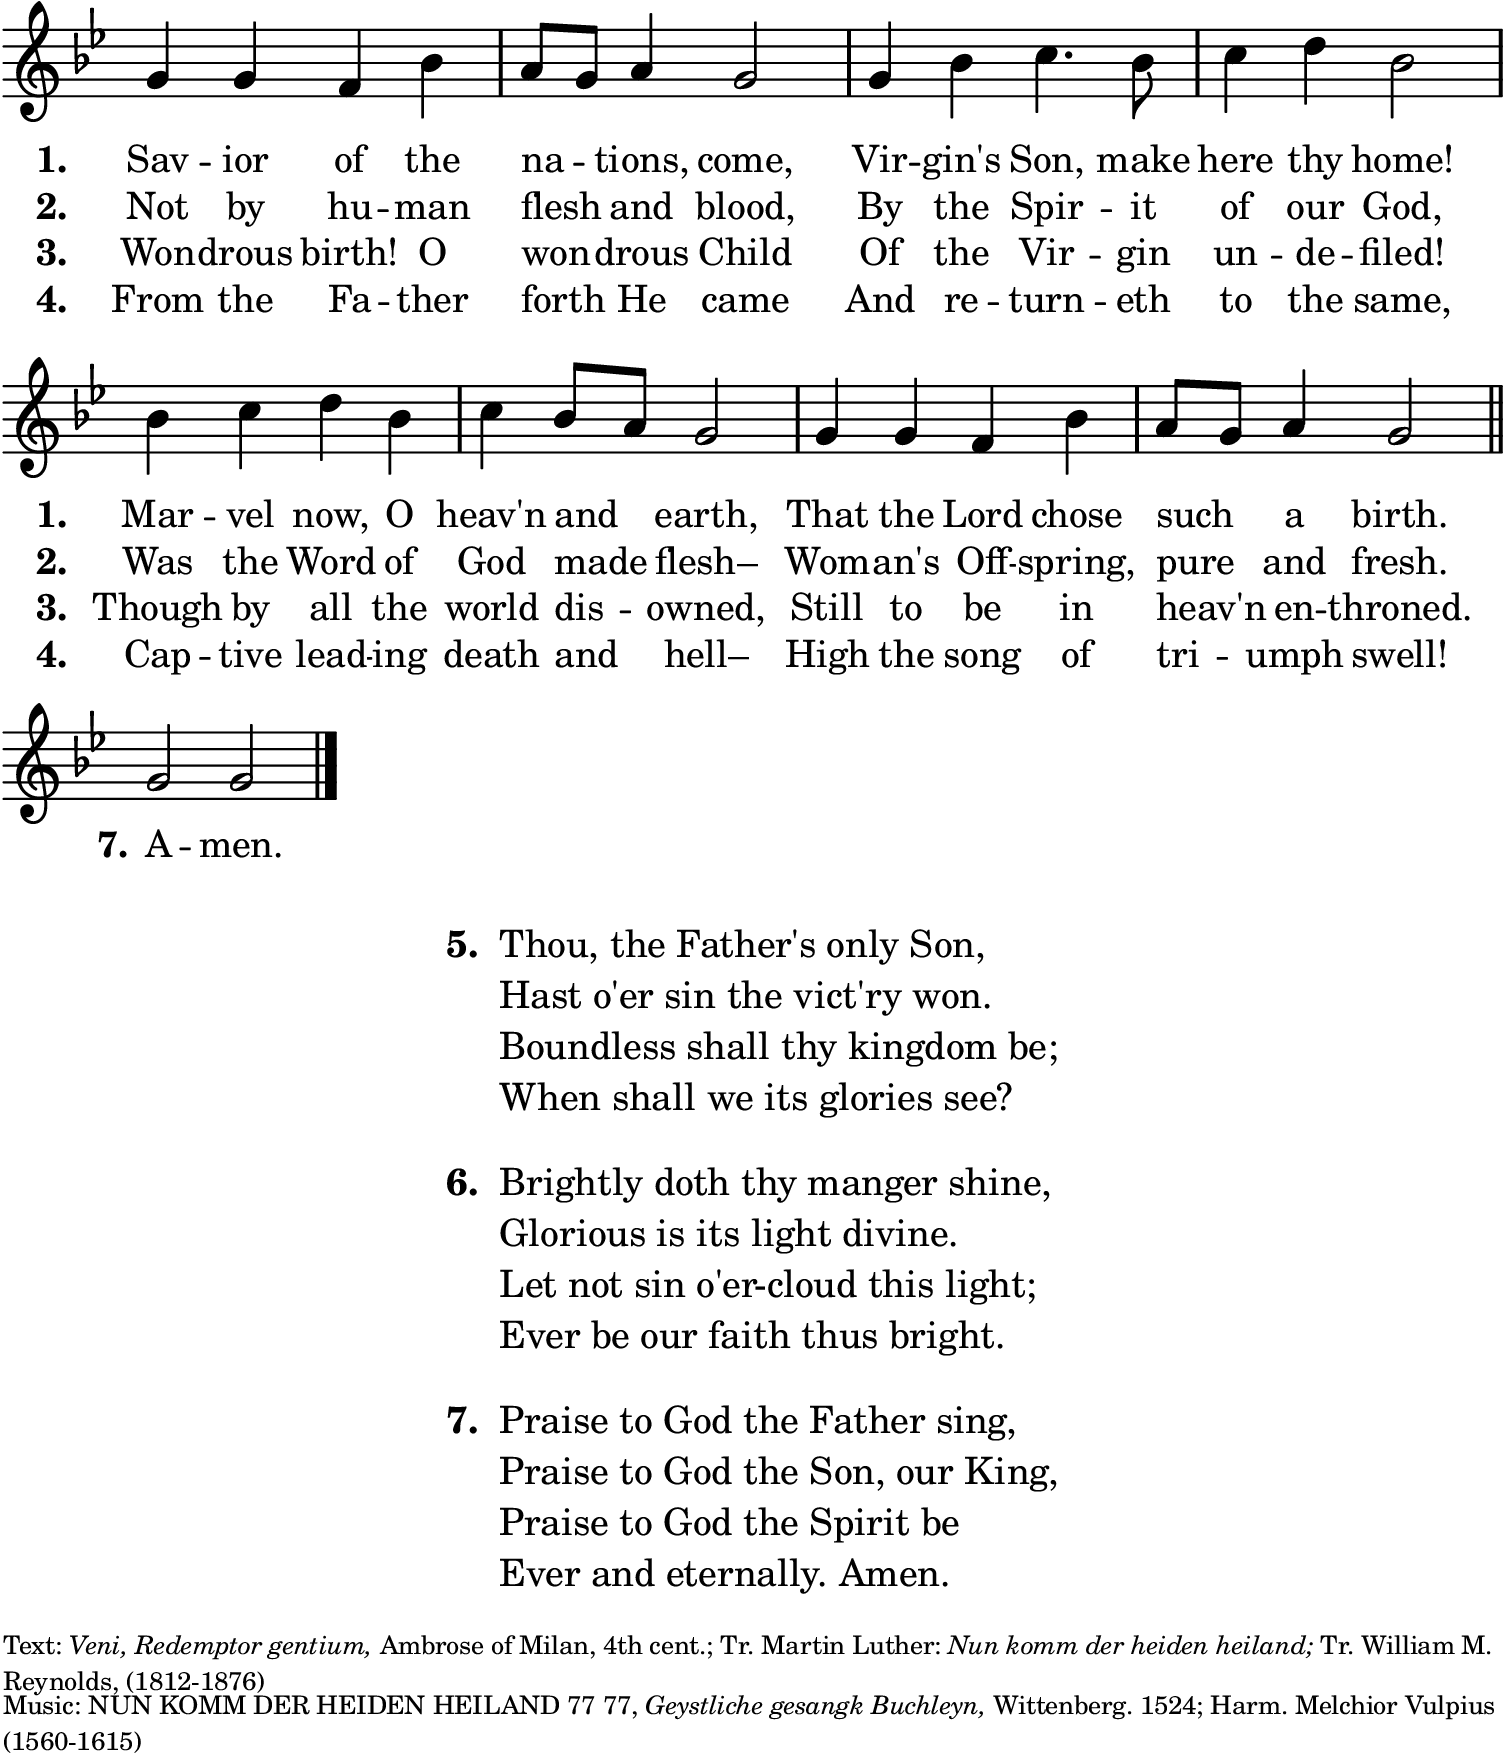 1. Sav -- ior of the na -- tions, come, Vir -- gin's Son, make here thy home!
2. Not by hu -- man flesh and blood, By the Spir -- it of our God,
3. Wondrous birth! O wondrous Child Of the Vir -- gin un -- de -- filed!
4. From the Fa -- ther forth He came And re -- turn -- eth to the same,
1. Mar -- vel now, O heav'n and earth, That the Lord chose such a birth.
2. Was the Word of God made flesh– Woman's Off -- spring, pure and fresh.
3. Though by all the world dis -- owned, Still to be in heav'n en -- throned.
4. Cap -- tive lead -- ing death and hell– High the song of tri -- umph swell!
7. A -- men.
5. Thou, the Father's only Son,
Hast o'er sin the vict'ry won.
Boundless shall thy kingdom be;
When shall we its glories see?
6. Brightly doth thy manger shine,
Glorious is its light divine.
Let not sin o'er-cloud this light;
Ever be our faith thus bright.
7. Praise to God the Father sing,
Praise to God the Son, our King,
Praise to God the Spirit be
Ever and eternally. Amen.
Text: Veni, Redemptor gentium, Ambrose of Milan, 4th cent.; Tr. Martin Luther: Nun komm der heiden heiland; Tr. William M.
Reynolds, (1812-1876)
Music: NUN KOMM DER HEIDEN HEILAND 77 77, Geystliche gesangk Buchleyn, Wittenberg. 1524; Harm. Melchior Vulpius
(1560-1615)